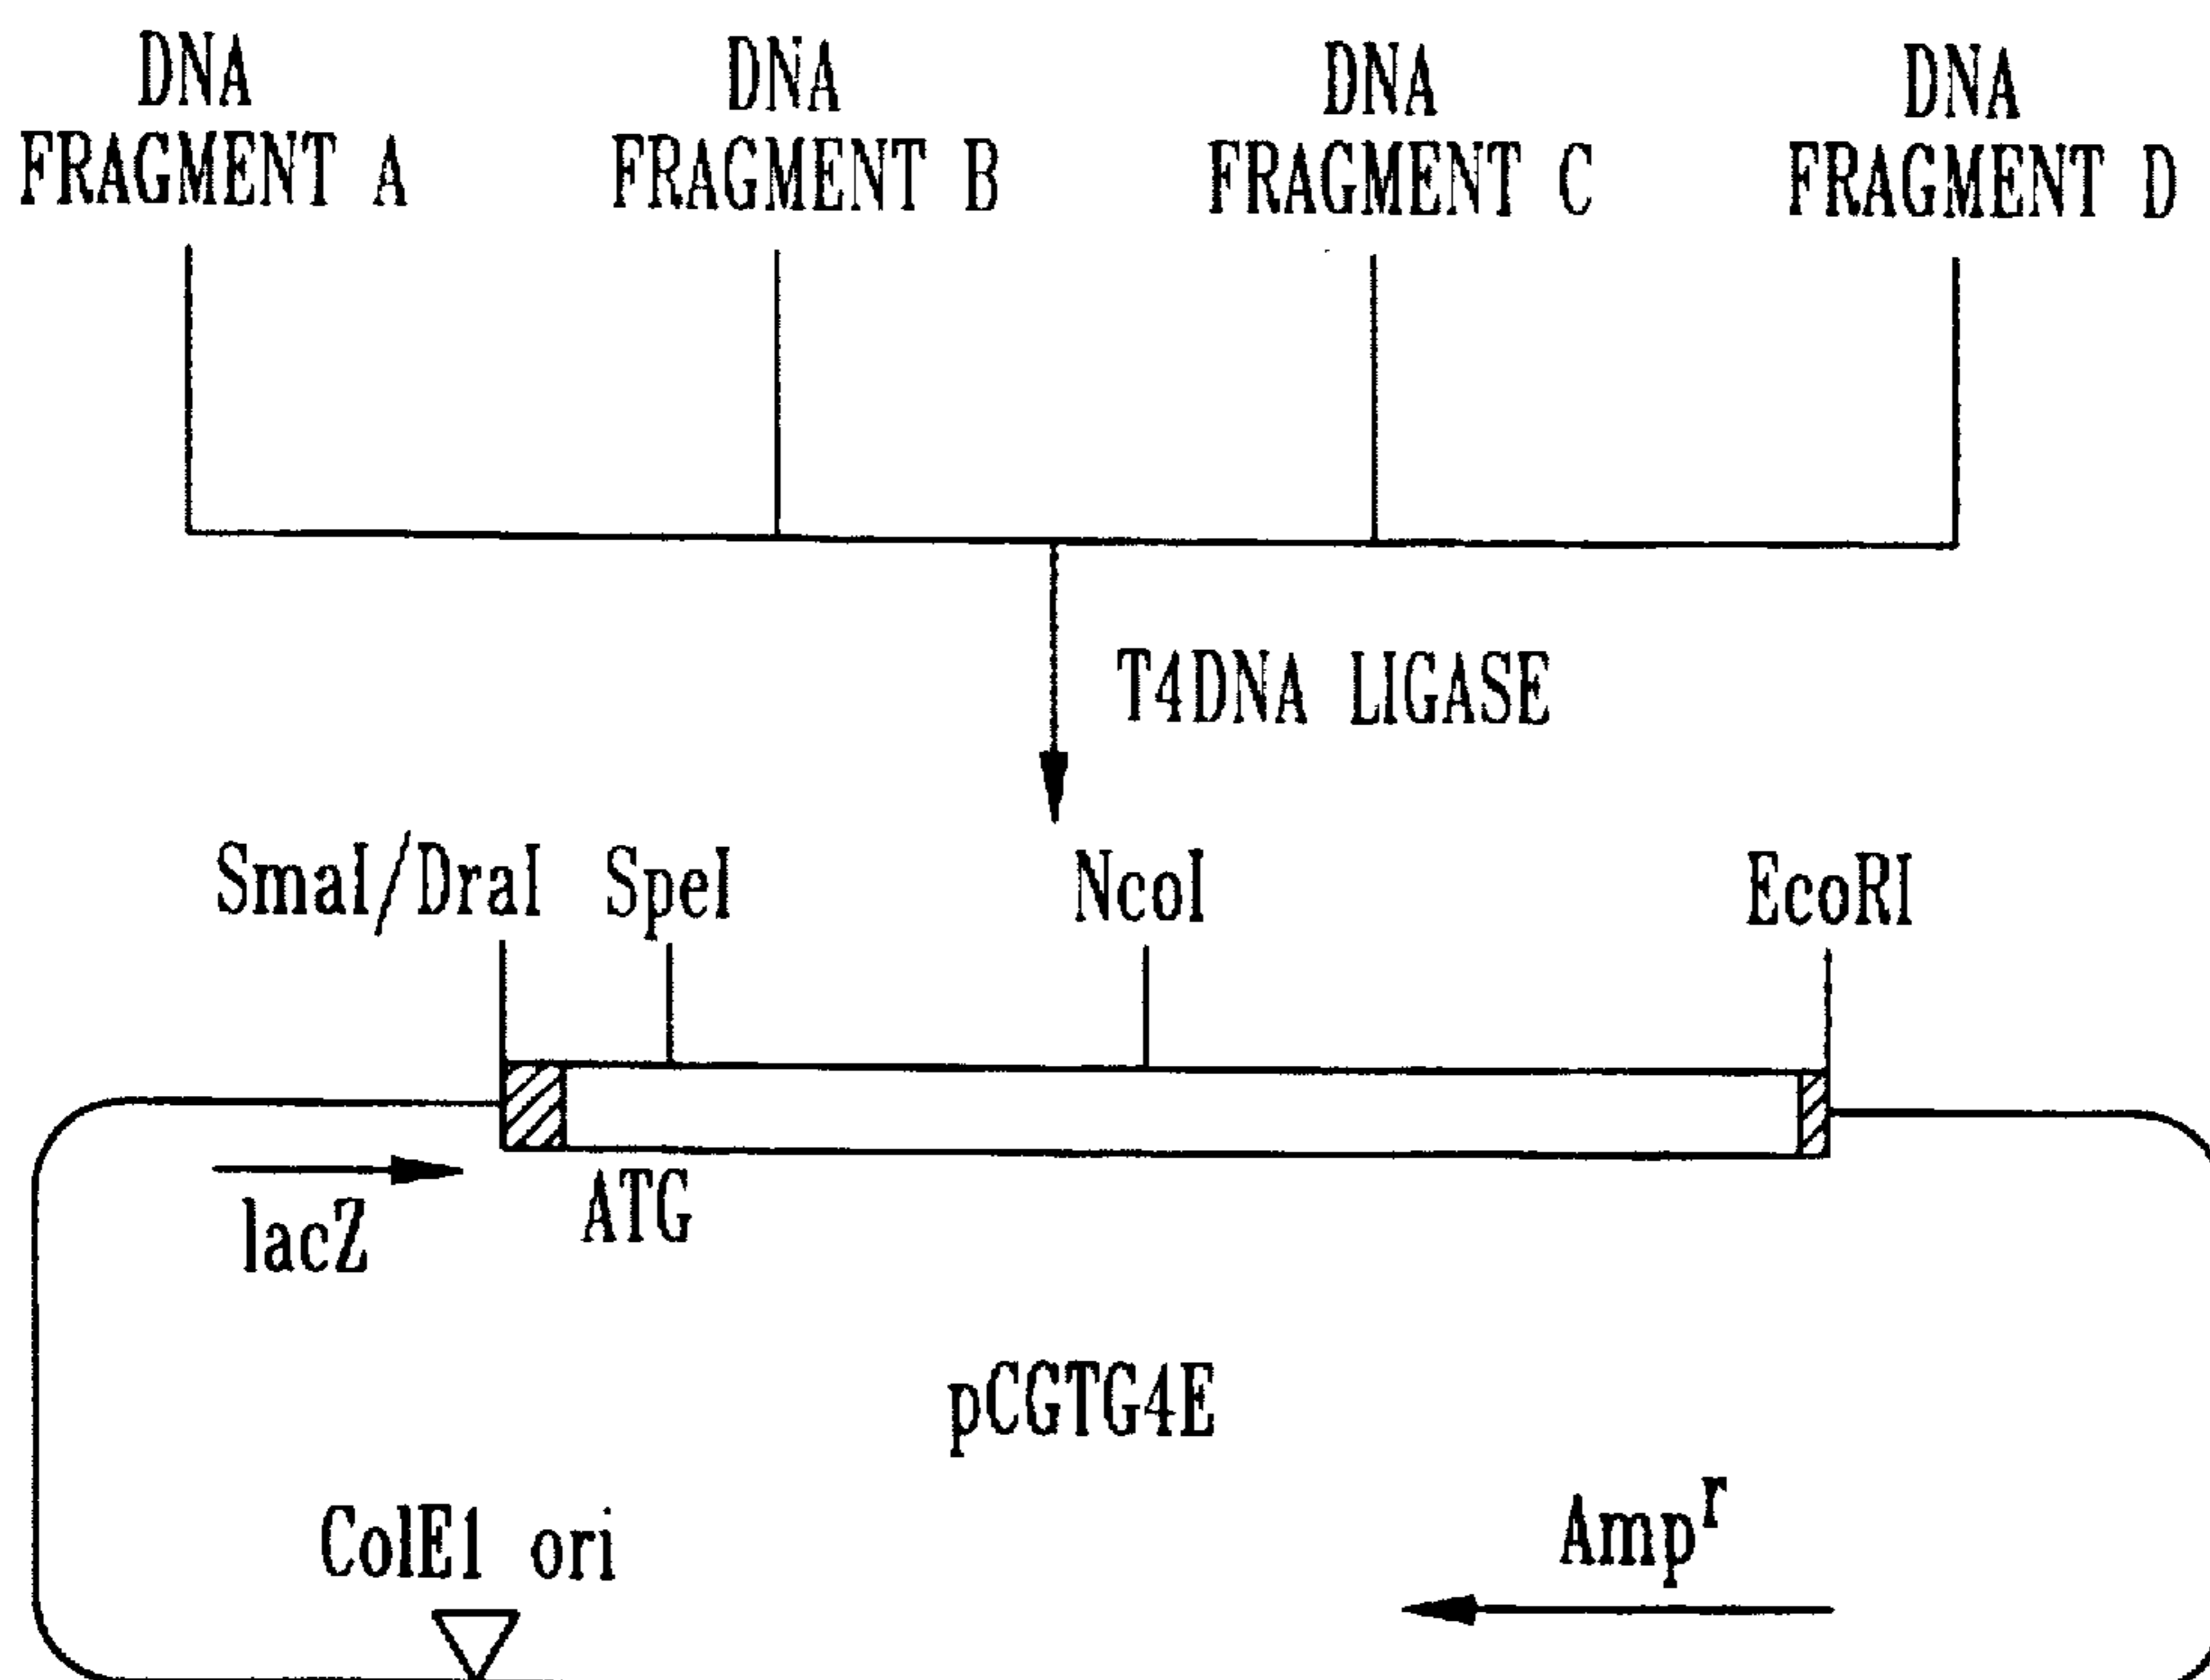 DNA
FRAGMENT A
DNA
FRAGMENT B
DNA
FRAGMENT C
DNA
FRAGMENT D
T4DNA LIGASE
SmaI/DraI
SpeI
NcoI
EcoRI
ATG
lacZ
pCGTG4E
ColE1 ori
Amp^r